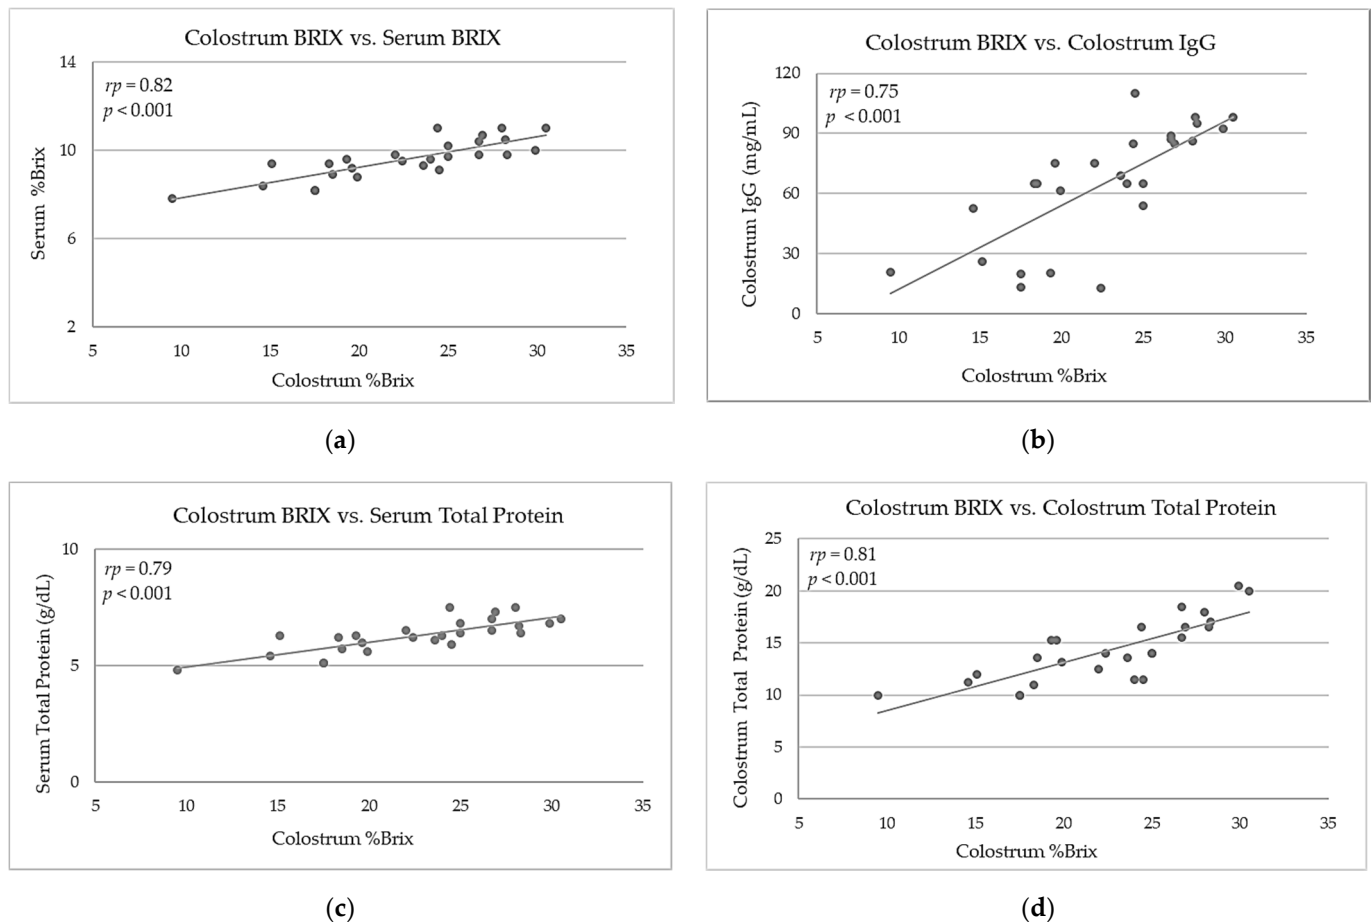 Colostrum BRIX vs. Serum BRIX
14
10
6
2
rp = 0.82
p < 0.001
Serum %Brix
5 10 15 20 25 30 35
Colostrum %Brix
(a)
Colostrum BRIX vs. Colostrum IgG
120
90
60
30
0
rp = 0.75
p < 0.001
Colostrum IgG (mg/mL)
5 10 15 20 25 30 35
Colostrum %Brix
(b)
Colostrum BRIX vs. Serum Total Protein
10
5
0
rp = 0.79
p < 0.001
Serum Total Protein (g/dL)
5 10 15 20 25 30 35
Colostrum %Brix
(c)
Colostrum BRIX vs. Colostrum Total Protein
25
20
15
10
5
0
rp = 0.81
p < 0.001
Colostrum Total Protein (g/dL)
5 10 15 20 25 30 35
Colostrum %Brix
(d)